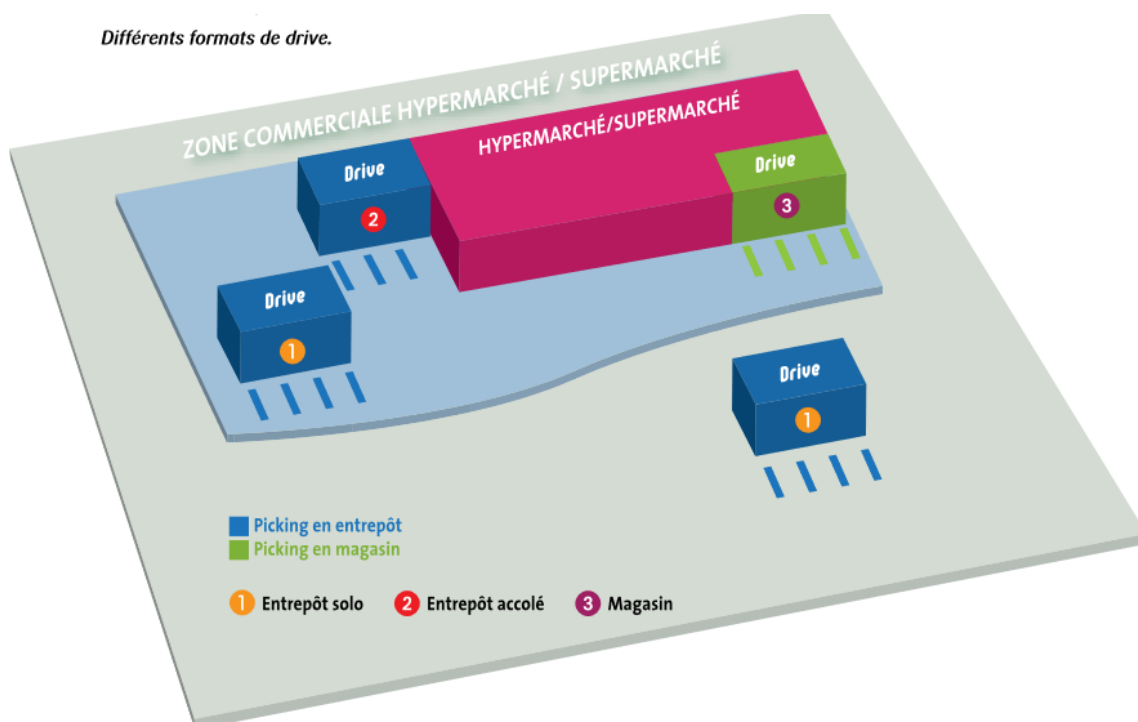 Différents formats de drive.
ZONE COMMERCIALE HYPERMARCHÉ / SUPERMARCHÉ
HYPERMARCHÉ/SUPERMARCHÉ
Drive
2
Drive
3
Drive
1
Drive
1
Picking en entrepôt
Picking en magasin
1 Entrepôt solo 2 Entrepôt accolé 3 Magasin